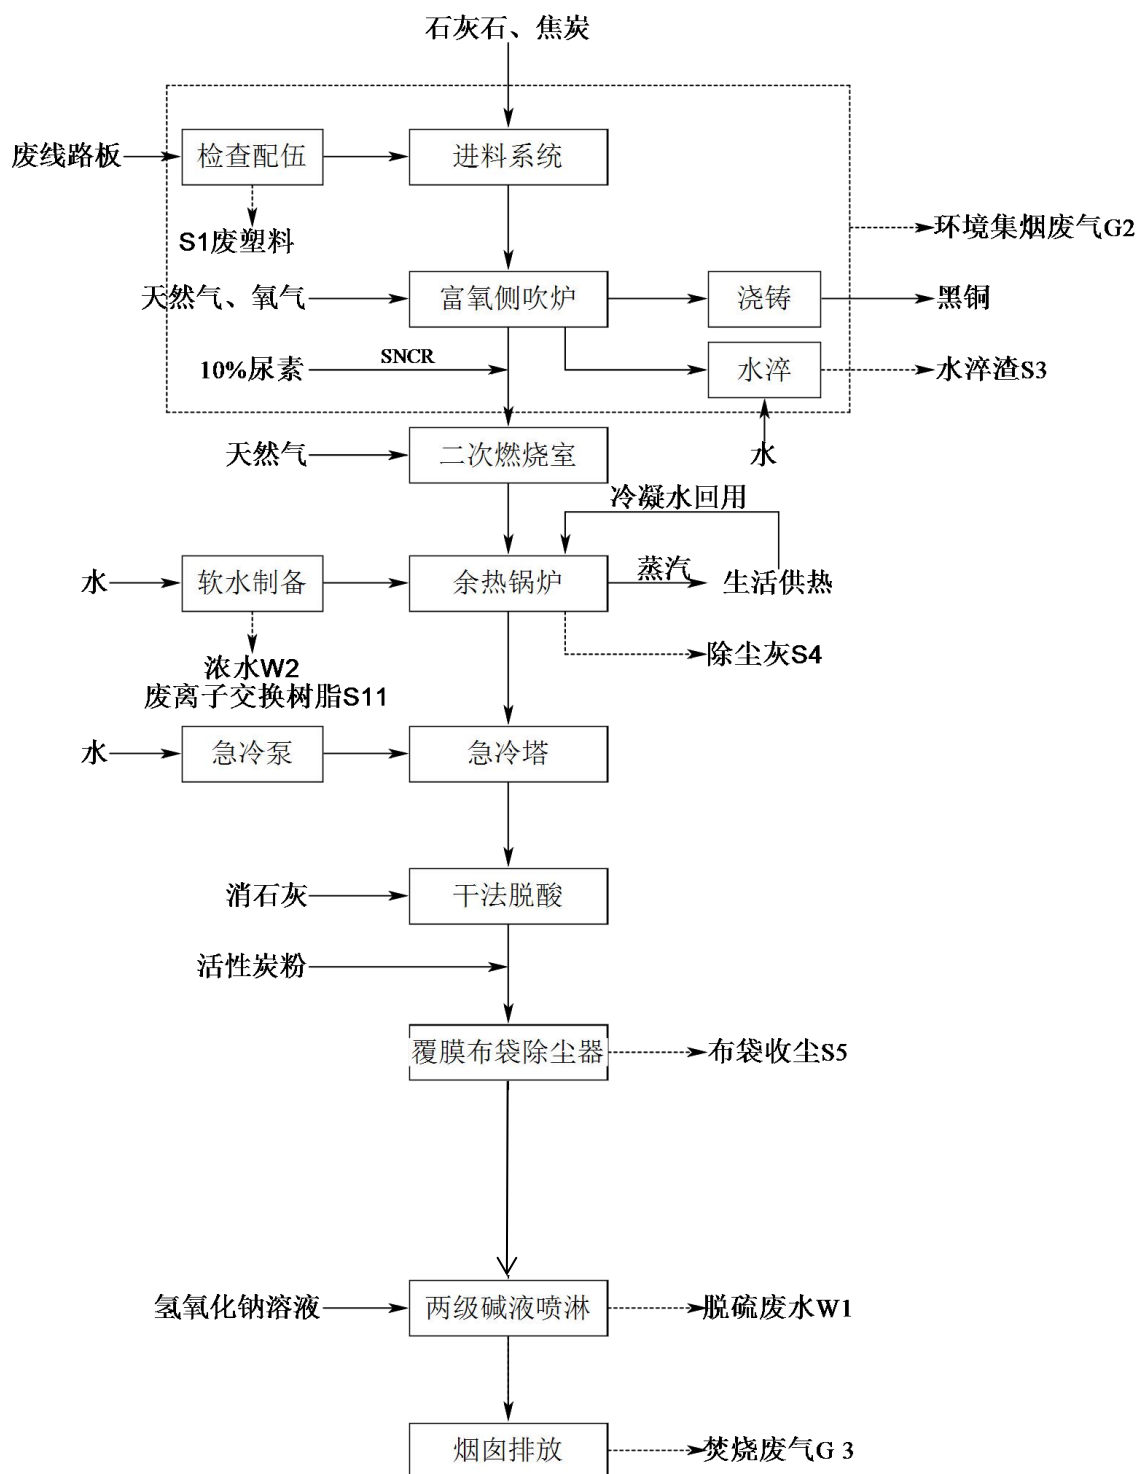 石灰石、焦炭
废线路板
检查配伍
进料系统
S1废塑料
环境集烟废气G2
天然气、氧气
富氧侧吹炉
浇铸
黑铜
10%尿素
SNCR
水淬
水淬渣S3
天然气
二次燃烧室
水
冷凝水回用
水
软水制备
余热锅炉
蒸汽
生活供热
除尘灰S4
浓水W2
废离子交换树脂S11
水
急冷泵
急冷塔
消石灰
干法脱酸
活性炭粉
覆膜布袋除尘器
布袋收尘S5
氢氧化钠溶液
两级碱液喷淋
脱硫废水W1
烟囱排放
焚烧废气G 3